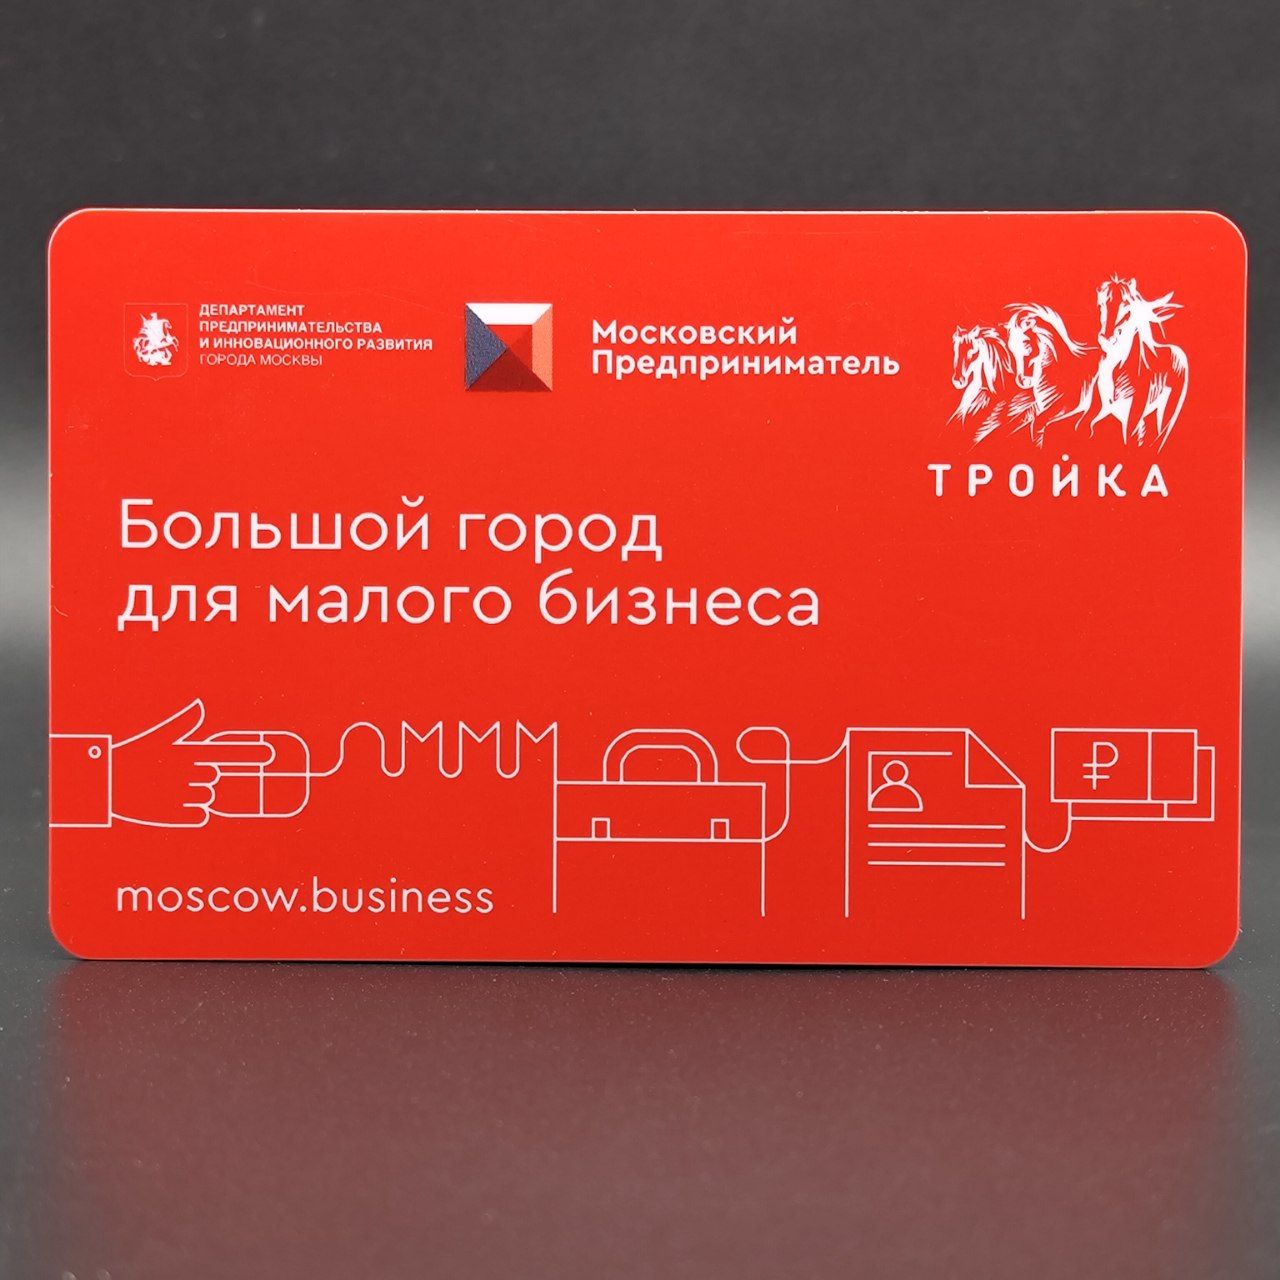 ДЕПАРТАМЕНТ
ПРЕДПРИНИМАТЕЛЬСТВА
И ИННОВАЦИОННОГО РАЗВИТИЯ
ГОРОДА МОСКВЫ
Московский
Предприниматель
ТРОЙКА
Большой город
для малого бизнеса
₽
moscow.business